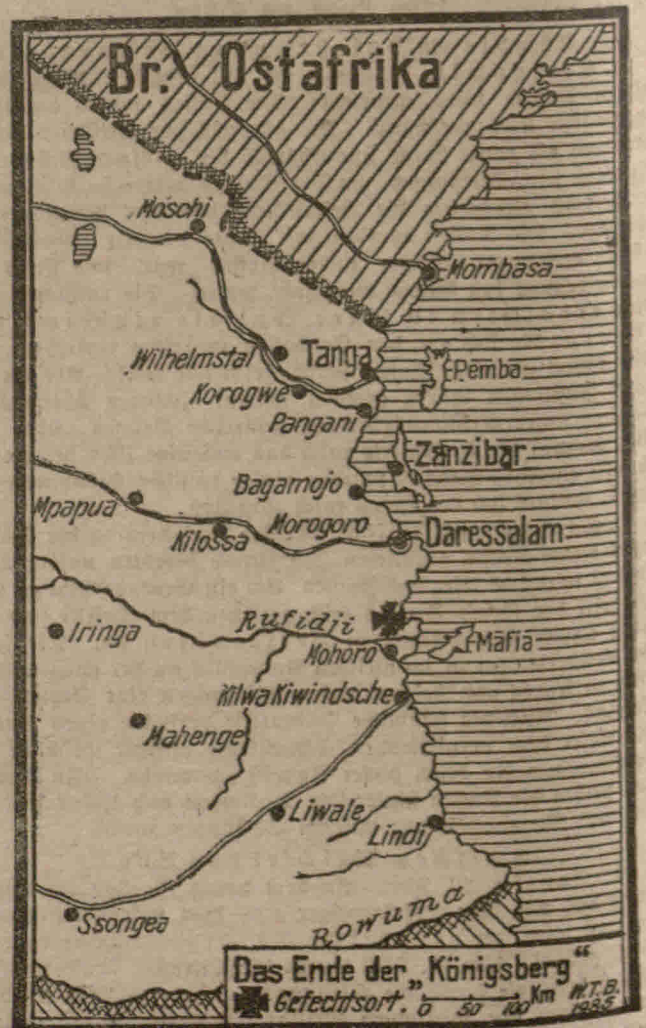 Br. Ostafrika
Moschi
Mombasa
Wilhelmstal
Tanga
Pemba
Korogwe
Pangani
Zanzibar
Bagamojo
Mpapua
Morogoro
Kilossa
Daressalam
Rufidji
Iringa
Mohoro
Mafia
Kilwa Kiwindsche
Mahenge
Liwale
Lindi
Ssongea
Rowuma
Das Ende der „Königsberg“
Gefechtsort. 0 50 100 Km
W.T.B.
1985